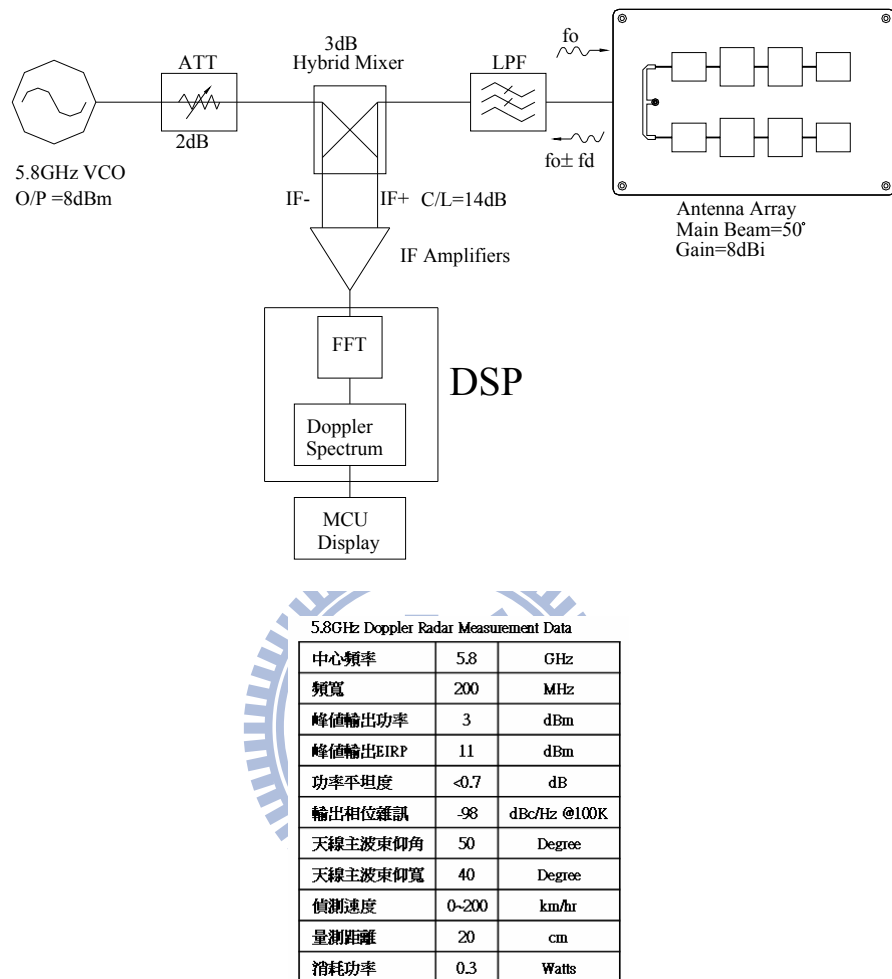 fo
3dB
Hybrid Mixer
ATT
LPF
2dB
fo± fd
5.8GHz VCO
O/P =8dBm
IF-
IF+ C/L=14dB
Antenna Array
Main Beam=50°
Gain=8dBi
IF Amplifiers
FFT
DSP
Doppler
Spectrum
MCU
Display
5.8GHz Doppler Radar Measurement Data
中心頻率 5.8 GHz
頻寬 200 MHz
峰值輸出功率 3 dBm
峰值輸出EIRP 11 dBm
功率平坦度 <0.7 dB
輸出相位雜訊 -98 dBc/Hz @100K
天線主波束仰角 50 Degree
天線主波束仰寬 40 Degree
偵測速度 0~200 km/hr
量測距離 20 cm
消耗功率 0.3 Watts